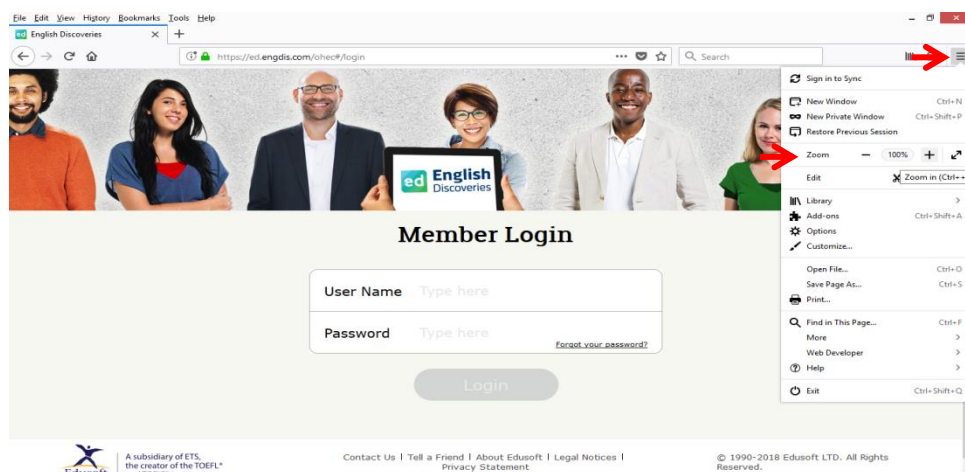 File Edit View History Bookmarks Tools Help
English Discoveries
https://ed.engdis.com/ohec#/login
Search
Sign in to Sync
New Window Ctrl+N
New Private Window Ctrl+Shift+P
Restore Previous Session
Zoom 100%
Edit Zoom in (Ctrl++
Library
Add-ons Ctrl+Shift+A
Options
Customize...
Open File... Ctrl+O
Save Page As... Ctrl+S
Print...
Find in This Page... Ctrl+F
More
Web Developer
Help
Exit Ctrl+Shift+Q
ed English
Discoveries
Member Login
User Name Type here
Password Type here
Forgot your password?
Login
Edusoft
A subsidiary of ETS,
the creator of the TOEFL®
Contact Us | Tell a Friend | About Edusoft | Legal Notices |
Privacy Statement
© 1990-2018 Edusoft LTD. All Rights
Reserved.